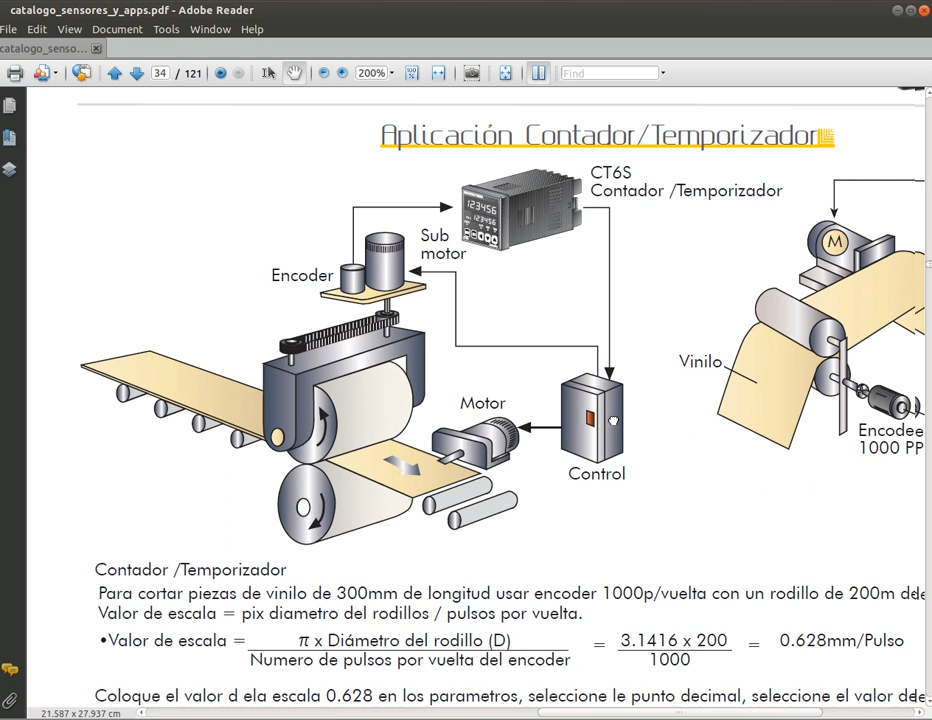 catalogo_sensores_y_apps.pdf - Adobe Reader
File Edit View Document Tools Window Help
catalogo_senso...
34 / 121 200% Find
Aplicación Contador/Temporizador
CT6S
Contador /Temporizador
123456
123456
Sub
motor
Encoder
M
Vinilo
Motor
Encodee
1000 PP
Control
Contador /Temporizador
Para cortar piezas de vinilo de 300mm de longitud usar encoder 1000p/vuelta con un rodillo de 200m de
Valor de escala = pix diametro del rodillos / pulsos por vuelta.
•Valor de escala = π x Diámetro del rodillo (D) = 3.1416 x 200 = 0.628mm/Pulso
Numero de pulsos por vuelta del encoder 1000
Coloque el valor d ela escala 0.628 en los parametros, seleccione le punto decimal, seleccione el valor de
21.587 x 27.937 cm